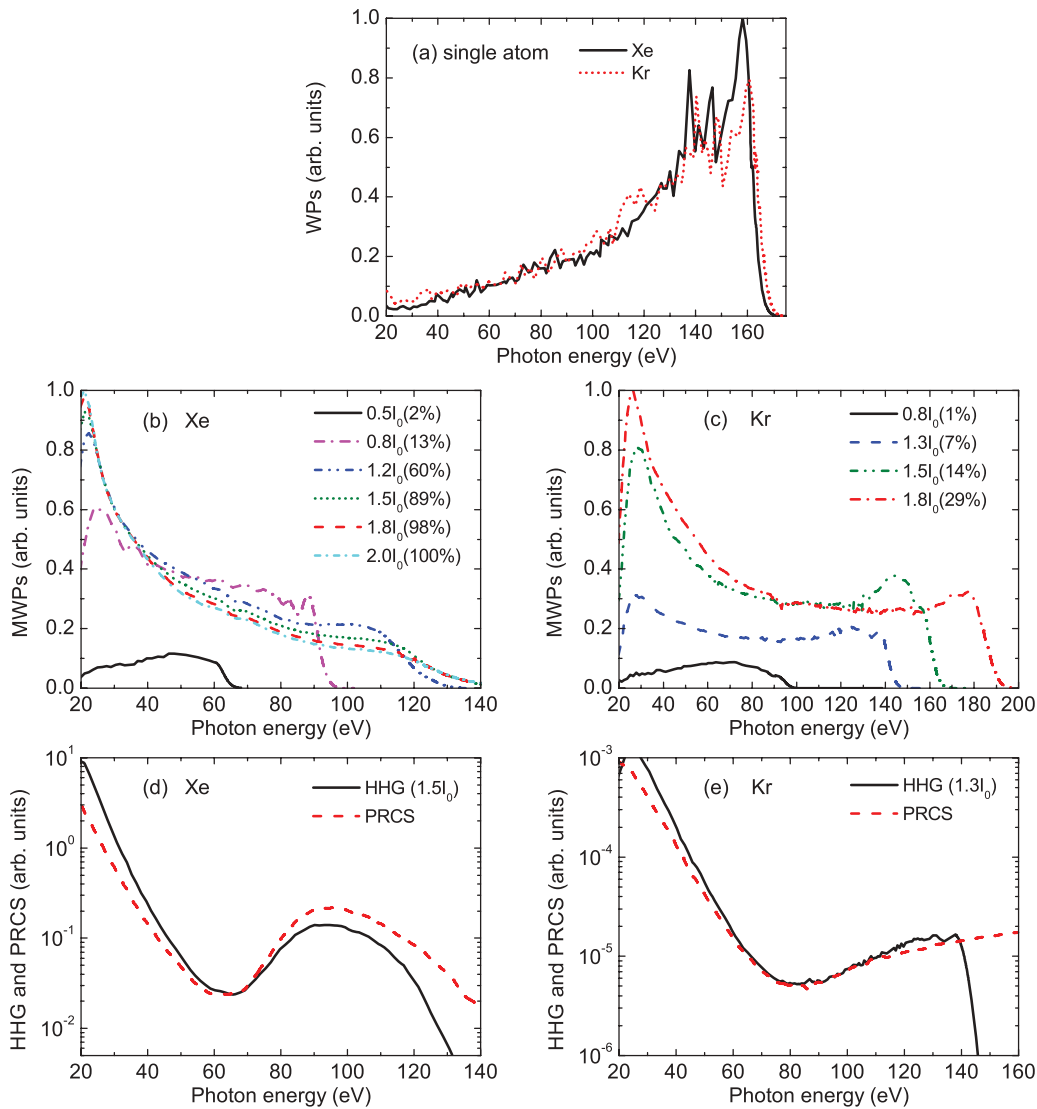 (a) single atom
Xe
Kr
WPs (arb. units)
1.0
0.8
0.6
0.4
0.2
0.0
20 40 60 80 100 120 140 160
Photon energy (eV)
(b) Xe
0.5I₀(2%)
0.8I₀(13%)
1.2I₀(60%)
1.5I₀(89%)
1.8I₀(98%)
2.0I₀(100%)
MWPs (arb. units)
1.0
0.8
0.6
0.4
0.2
0.0
20 40 60 80 100 120 140
Photon energy (eV)
(c) Kr
0.8I₀(1%)
1.3I₀(7%)
1.5I₀(14%)
1.8I₀(29%)
MWPs (arb. units)
1.0
0.8
0.6
0.4
0.2
0.0
20 40 60 80 100 120 140 160 180 200
Photon energy (eV)
(d) Xe
HHG (1.5I₀)
PRCS
HHG and PRCS (arb. units)
10¹
10⁰
10⁻¹
10⁻²
20 40 60 80 100 120 140
Photon energy (eV)
(e) Kr
HHG (1.3I₀)
PRCS
HHG and PRCS (arb. units)
10⁻³
10⁻⁴
10⁻⁵
10⁻⁶
20 40 60 80 100 120 140 160
Photon energy (eV)